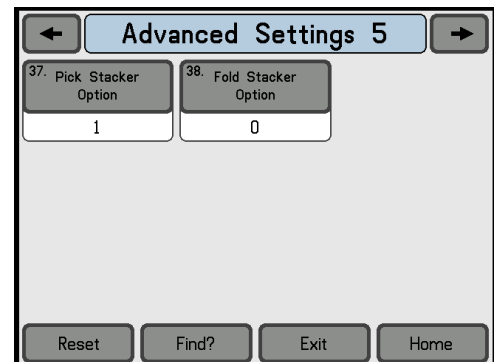 Advanced Settings 5
37. Pick Stacker
Option
1
38. Fold Stacker
Option
0
Reset Find? Exit Home